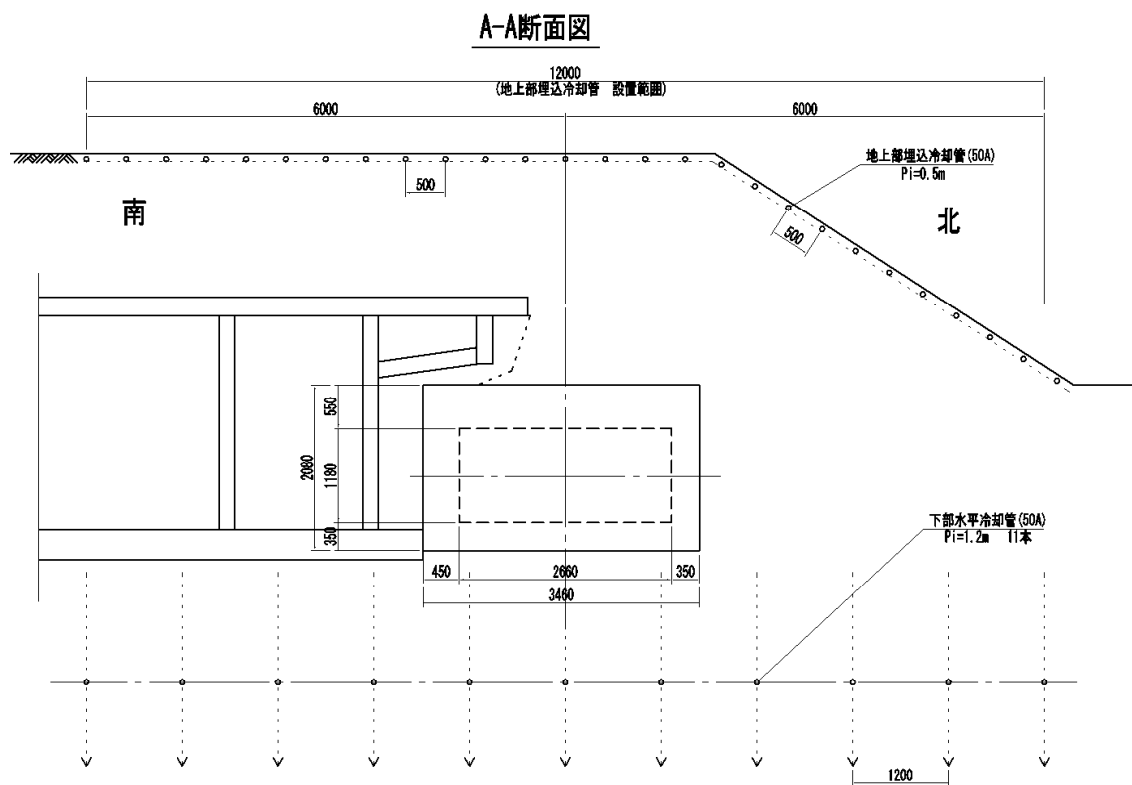 A-A断面図
12000
(地上部埋込冷却管 設置範囲)
6000
6000
地上部埋込冷却管(50A)
Pi=0.5m
500
南
500
北
550
2080
1180
350
下部水平冷却管(50A)
Pi=1.2m 11本
450
2660
350
3460
1200